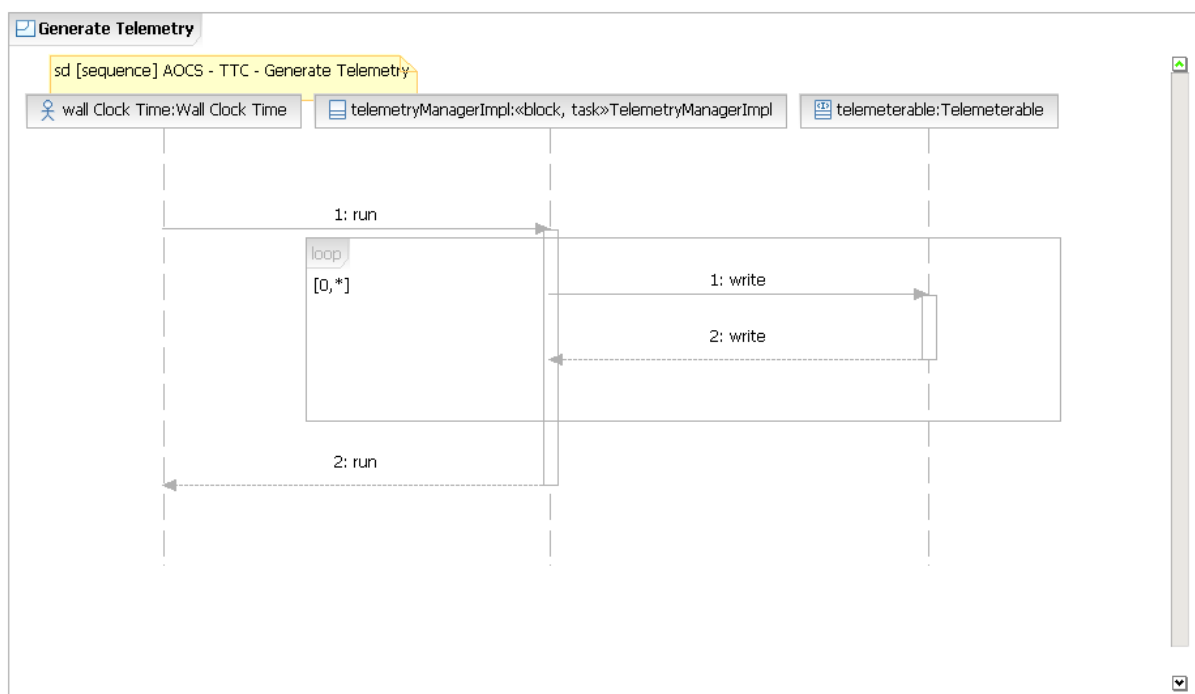 Generate Telemetry
sd [sequence] AOCS - TTC - Generate Telemetry
wall Clock Time:Wall Clock Time
telemetryManagerImpl:«block, task»TelemetryManagerImpl
telemeterable:Telemeterable
1: run
loop
[0,*]
1: write
2: write
2: run